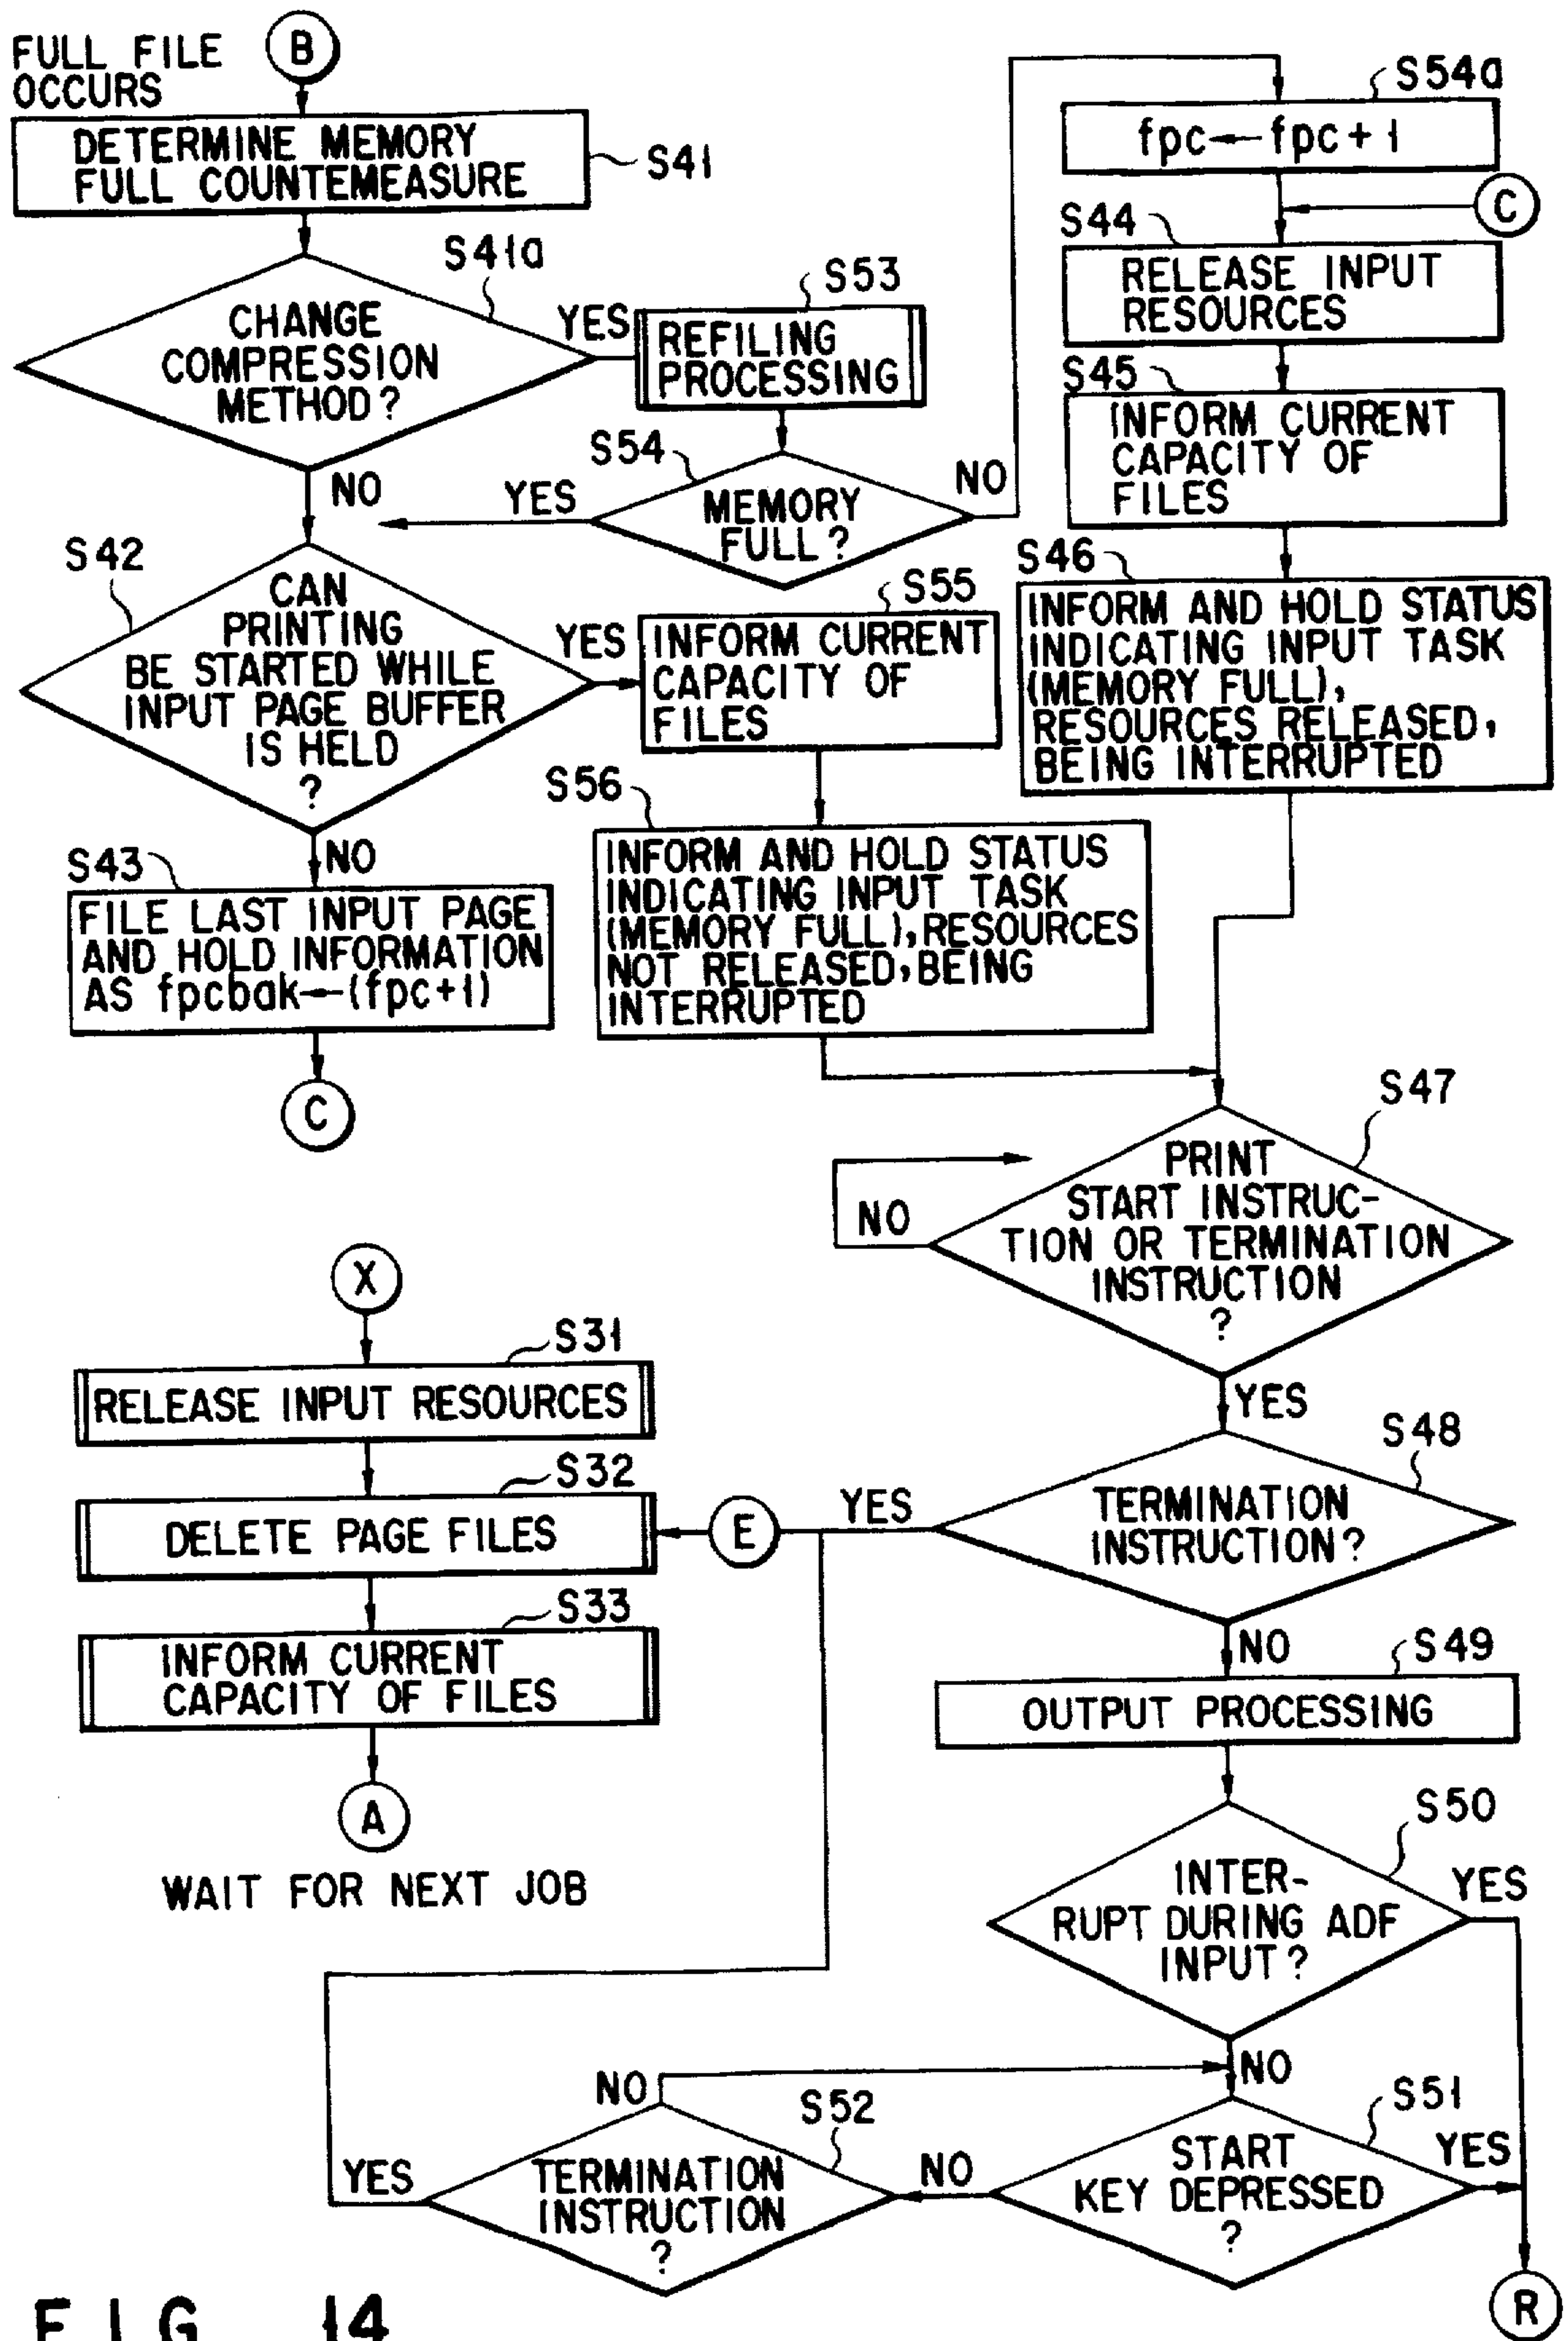 FULL FILE
OCCURS
B
DETERMINE MEMORY
FULL COUNTEMEASURE
S41
S41a
CHANGE
COMPRESSION
METHOD?
YES
NO
S53
REFILING
PROCESSING
S54
MEMORY
FULL?
YES
NO
S54a
fpc←fpc+1
C
S44
RELEASE INPUT
RESOURCES
S45
INFORM CURRENT
CAPACITY OF
FILES
S46
INFORM AND HOLD STATUS
INDICATING INPUT TASK
(MEMORY FULL),
RESOURCES RELEASED,
BEING INTERRUPTED
S42
CAN
PRINTING
BE STARTED WHILE
INPUT PAGE BUFFER
IS HELD
?
YES
NO
S55
INFORM CURRENT
CAPACITY OF
FILES
S56
INFORM AND HOLD STATUS
INDICATING INPUT TASK
(MEMORY FULL),RESOURCES
NOT RELEASED,BEING
INTERRUPTED
S43
FILE LAST INPUT PAGE
AND HOLD INFORMATION
AS fpcbak←(fpc+1)
C
S47
PRINT
START INSTRUC-
TION OR TERMINATION
INSTRUCTION
?
NO
YES
X
S31
RELEASE INPUT RESOURCES
S32
DELETE PAGE FILES
E
S33
INFORM CURRENT
CAPACITY OF FILES
A
WAIT FOR NEXT JOB
S48
TERMINATION
INSTRUCTION?
YES
NO
S49
OUTPUT PROCESSING
S50
INTER-
RUPT DURING ADF
INPUT?
YES
NO
S51
START
KEY DEPRESSED
?
YES
NO
S52
TERMINATION
INSTRUCTION
?
NO
YES
R
FIG. 14